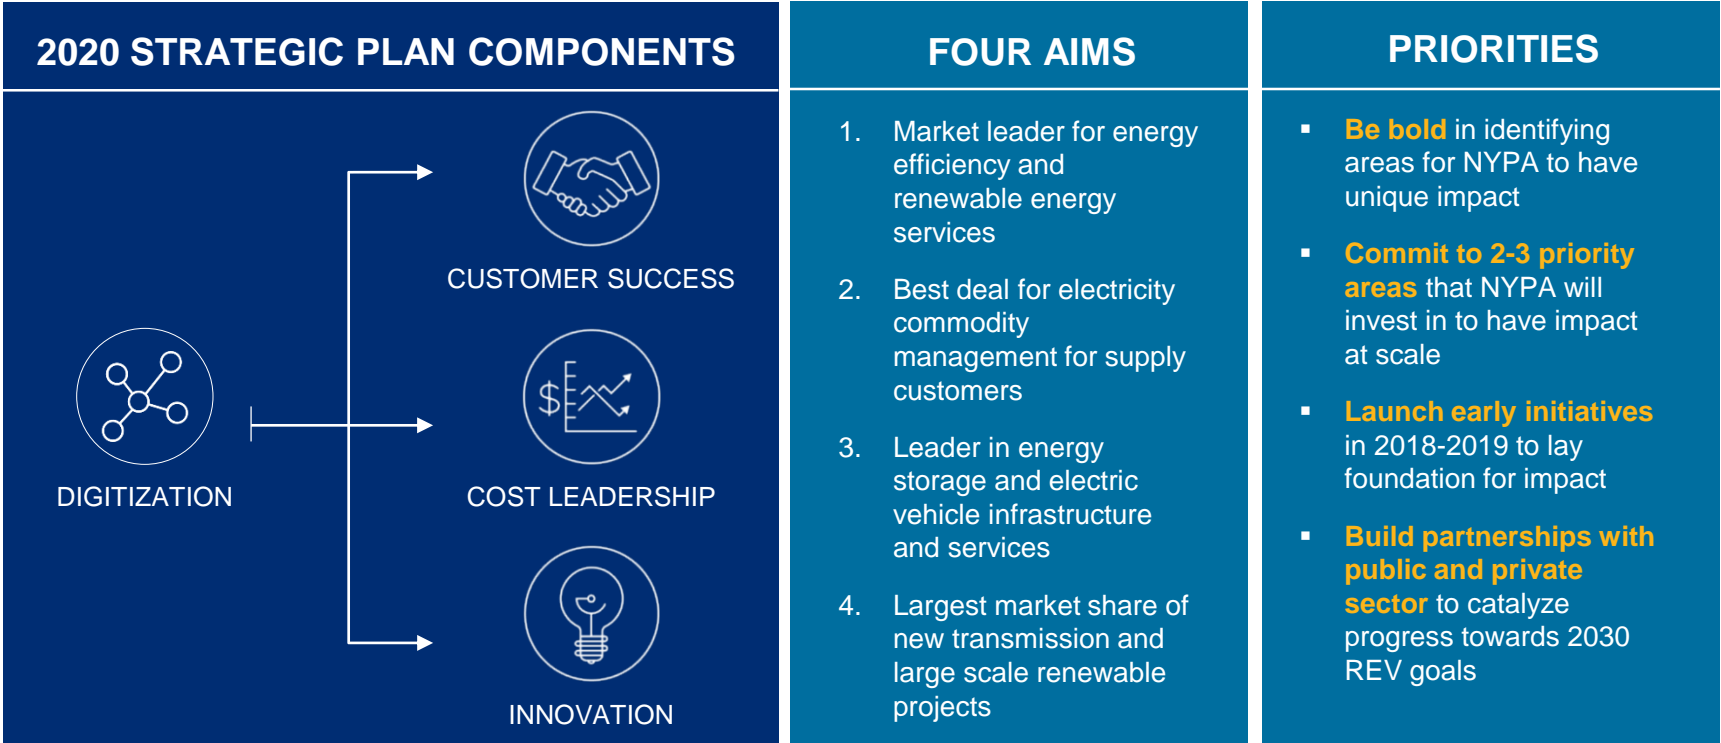 2020 STRATEGIC PLAN COMPONENTS
CUSTOMER SUCCESS
DIGITIZATION
$
COST LEADERSHIP
INNOVATION
FOUR AIMS
1. Market leader for energy
efficiency and
renewable energy
services
2. Best deal for electricity
commodity
management for supply
customers
3. Leader in energy
storage and electric
vehicle infrastructure
and services
4. Largest market share of
new transmission and
large scale renewable
projects
PRIORITIES
▪ Be bold in identifying
areas for NYPA to have
unique impact
▪ Commit to 2-3 priority
areas that NYPA will
invest in to have impact
at scale
▪ Launch early initiatives
in 2018-2019 to lay
foundation for impact
▪ Build partnerships with
public and private
sector to catalyze
progress towards 2030
REV goals